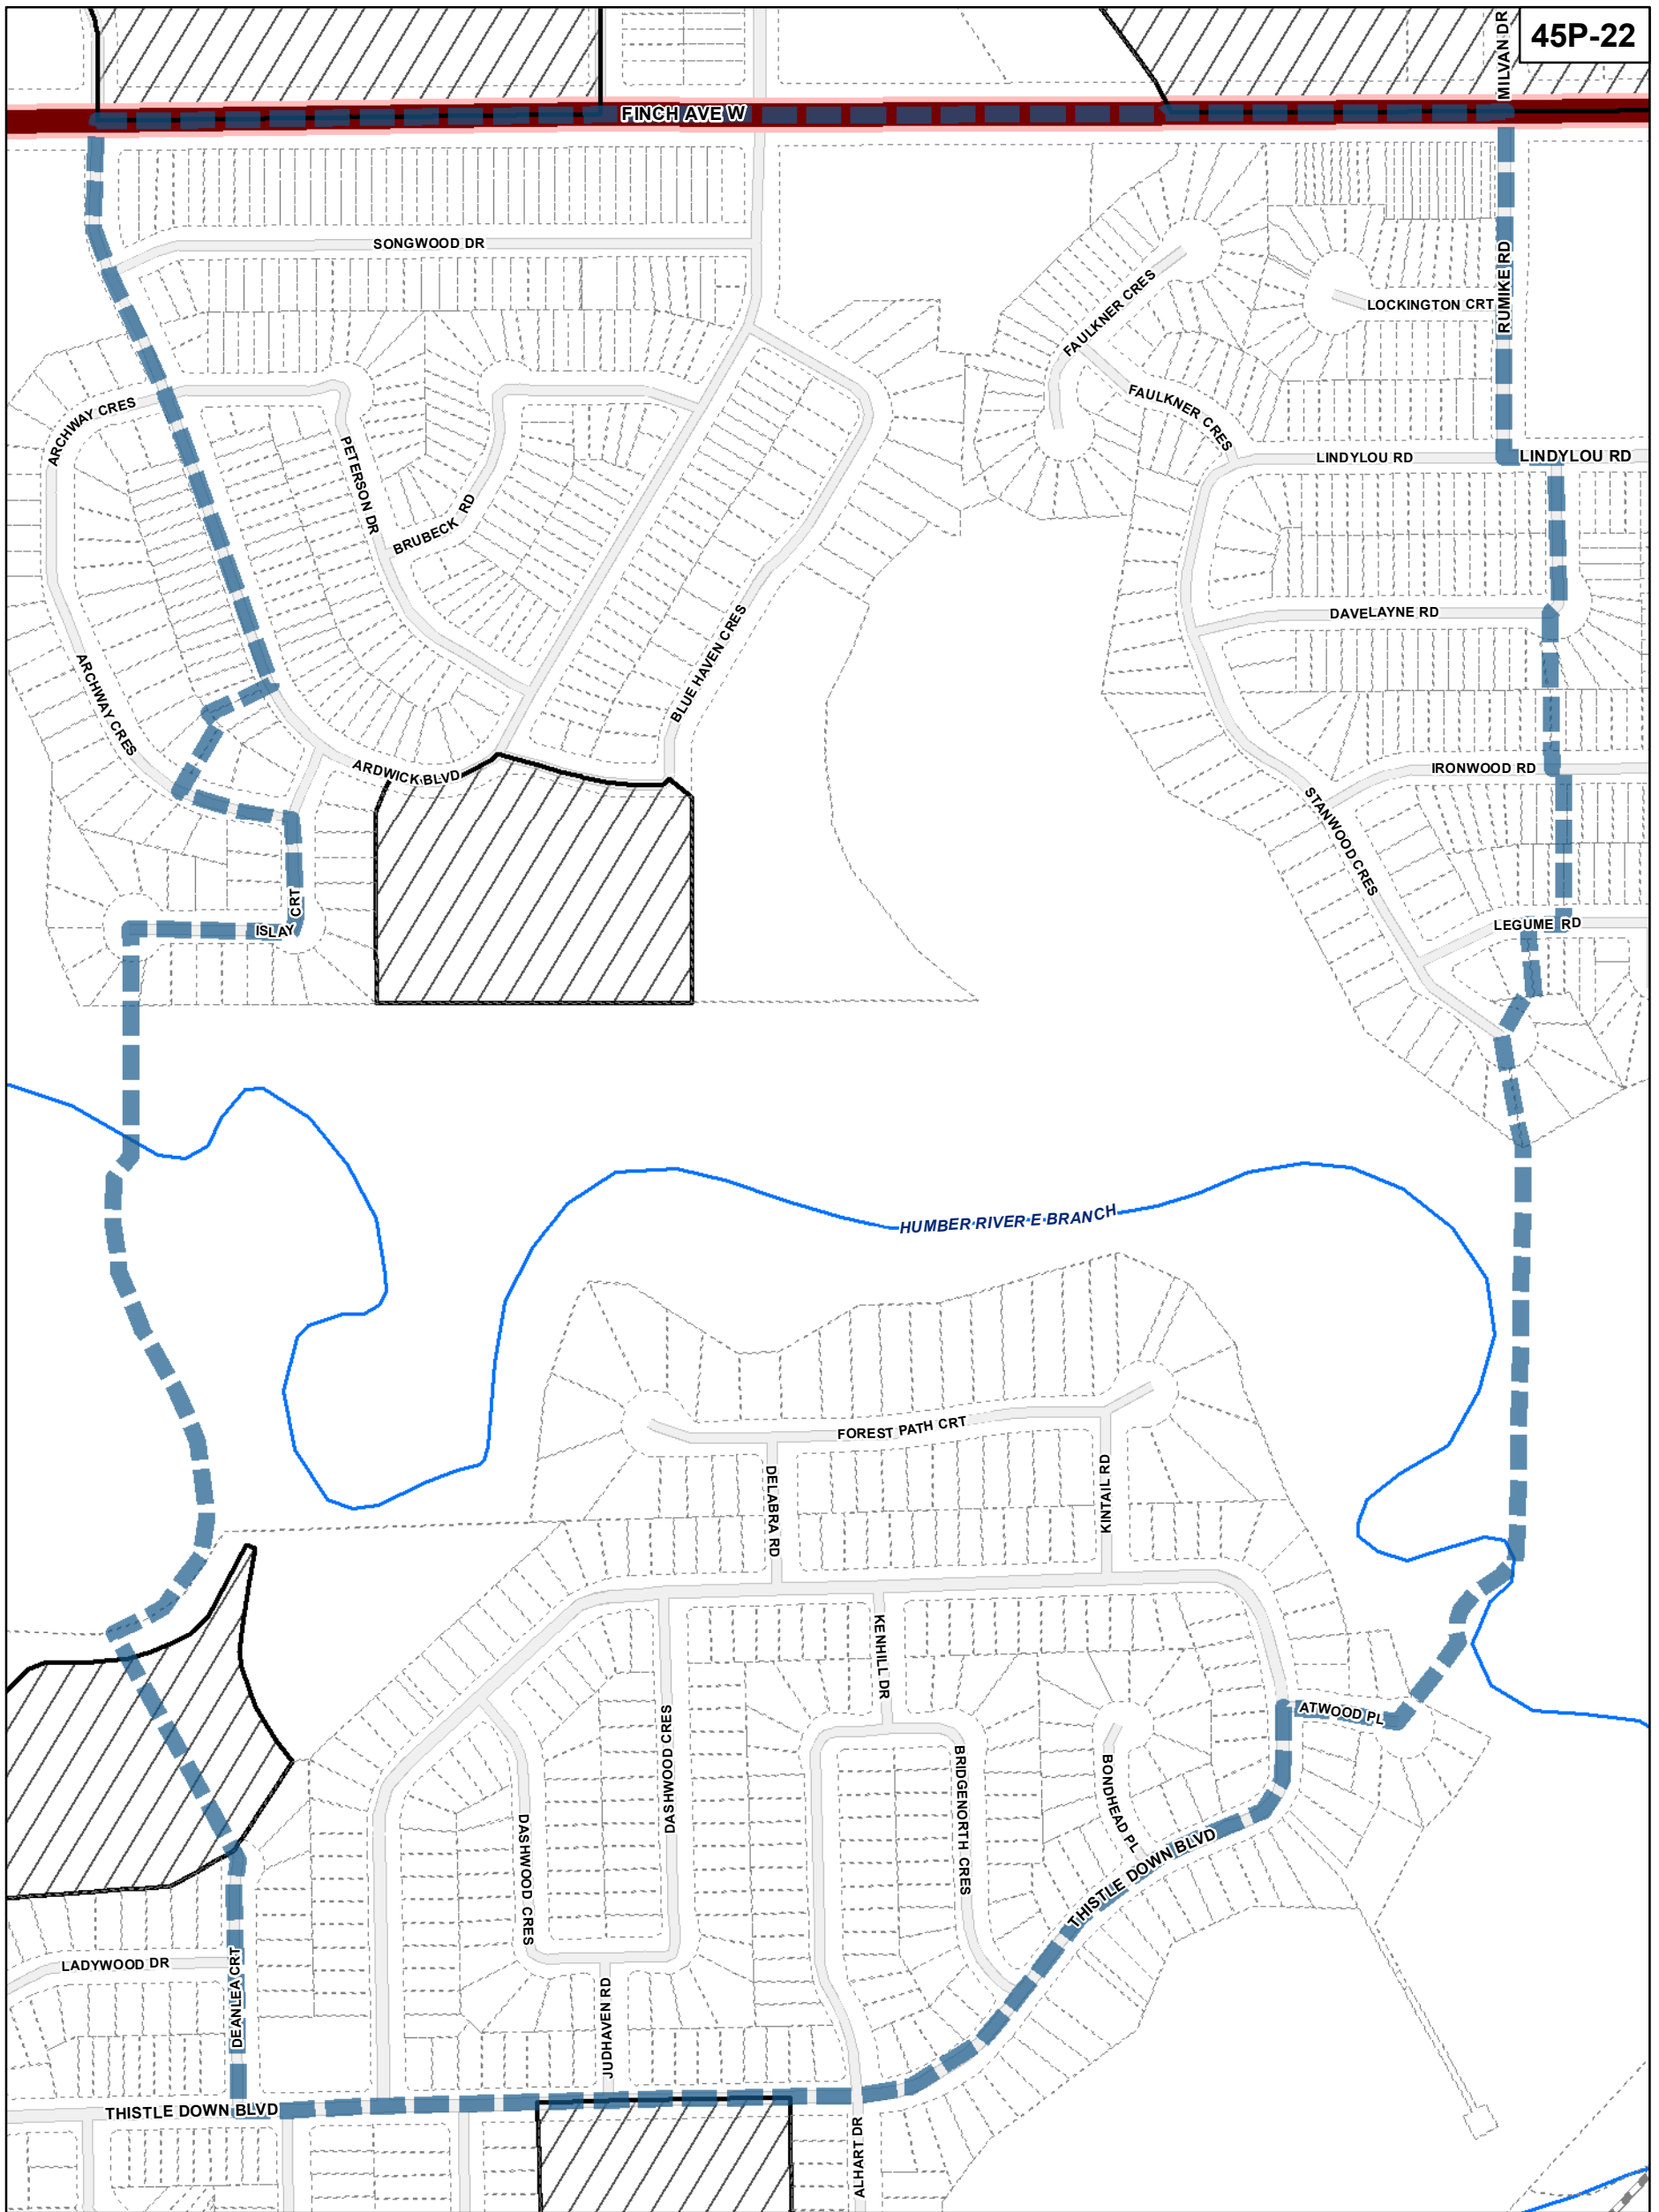 MILVAN DR
45P-22
FINCH AVE W
SONGWOOD DR
RUMIKE RD
FAULKNER CRES
LOCKINGTON CRT
FAULKNER CRES
ARCHWAY CRES
PETERSON DR
BRUBECK RD
LINDYLOU RD
LINDYLOU RD
DAVELAYNE RD
BLUE HAVEN CRES
ARCHWAY CRES
ARDWICK BLVD
IRONWOOD RD
STANWOOD CRES
ISLAY CRT
LEGUME RD
HUMBER RIVER E BRANCH
FOREST PATH CRT
DELABRA RD
KINTAIL RD
KENHILL DR
ATWOOD PL
DASHWOOD CRES
BRIDGENORTH CRES
BONDHEAD PL
DASHWOOD CRES
THISTLE DOWN BLVD
LADYWOOD DR
DEANLEA CRT
JUDHAVEN RD
THISTLE DOWN BLVD
ALHART DR